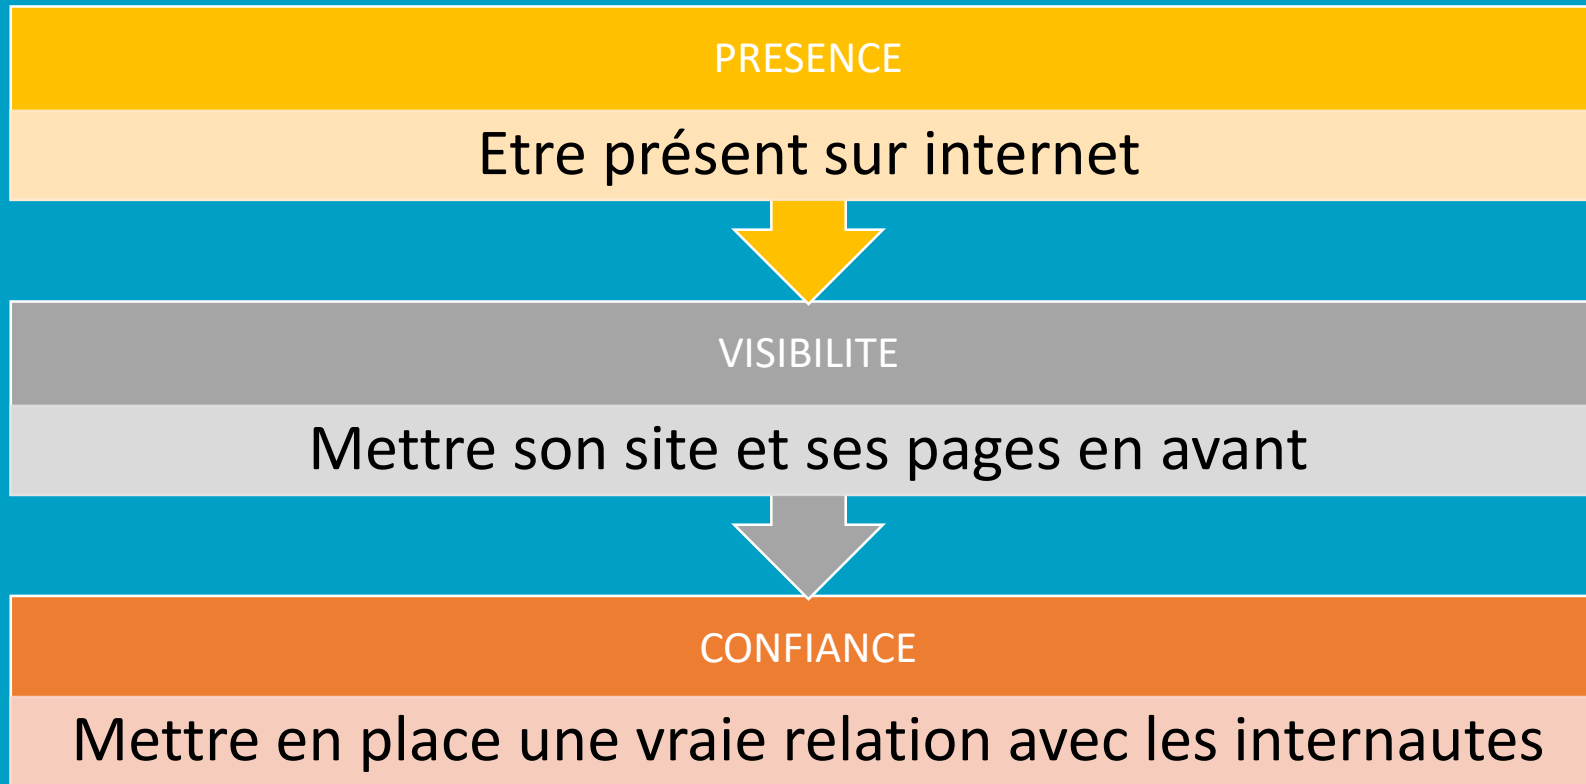 PRESENCE
Etre présent sur internet
VISIBILITE
Mettre son site et ses pages en avant
CONFIANCE
Mettre en place une vraie relation avec les internautes